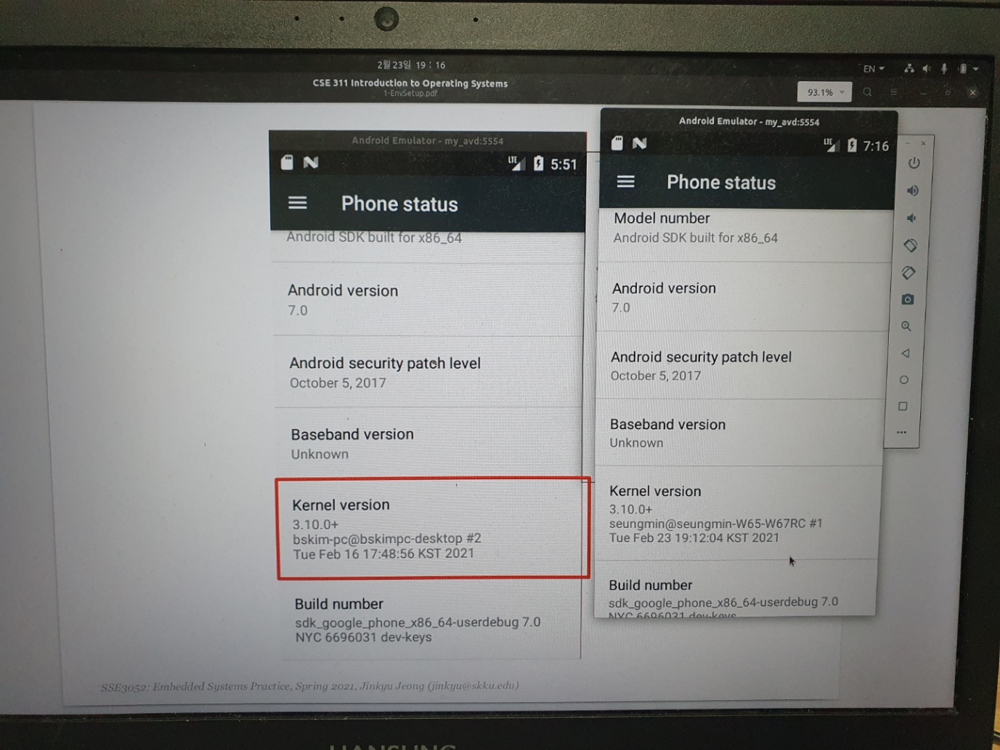 2월 23일 19 : 16
EN
CSE 311 Introduction to Operating Systems
1-EnvSetup.pdf
93.1%
Android Emulator - my_avd:5554
LTE
5:51
Phone status
Android SDK built for x86_64
Android version
7.0
Android security patch level
October 5, 2017
Baseband version
Unknown
Kernel version
3.10.0+
bskim-pc@bskimpc-desktop #2
Tue Feb 16 17:48:56 KST 2021
Build number
sdk_google_phone_x86_64-userdebug 7.0
NYC 6696031 dev-keys
Android Emulator - my_avd:5554
LTE
7:16
Phone status
Model number
Android SDK built for x86_64
Android version
7.0
Android security patch level
October 5, 2017
Baseband version
Unknown
Kernel version
3.10.0+
seungmin@seungmin-W65-W67RC #1
Tue Feb 23 19:12:04 KST 2021
Build number
sdk_google_phone_x86_64-userdebug 7.0
NYC 6696031 dev-keys
SSE3052: Embedded Systems Practice, Spring 2021, Jinkyu Jeong (jinkyu@skku.edu)
HANSUNG